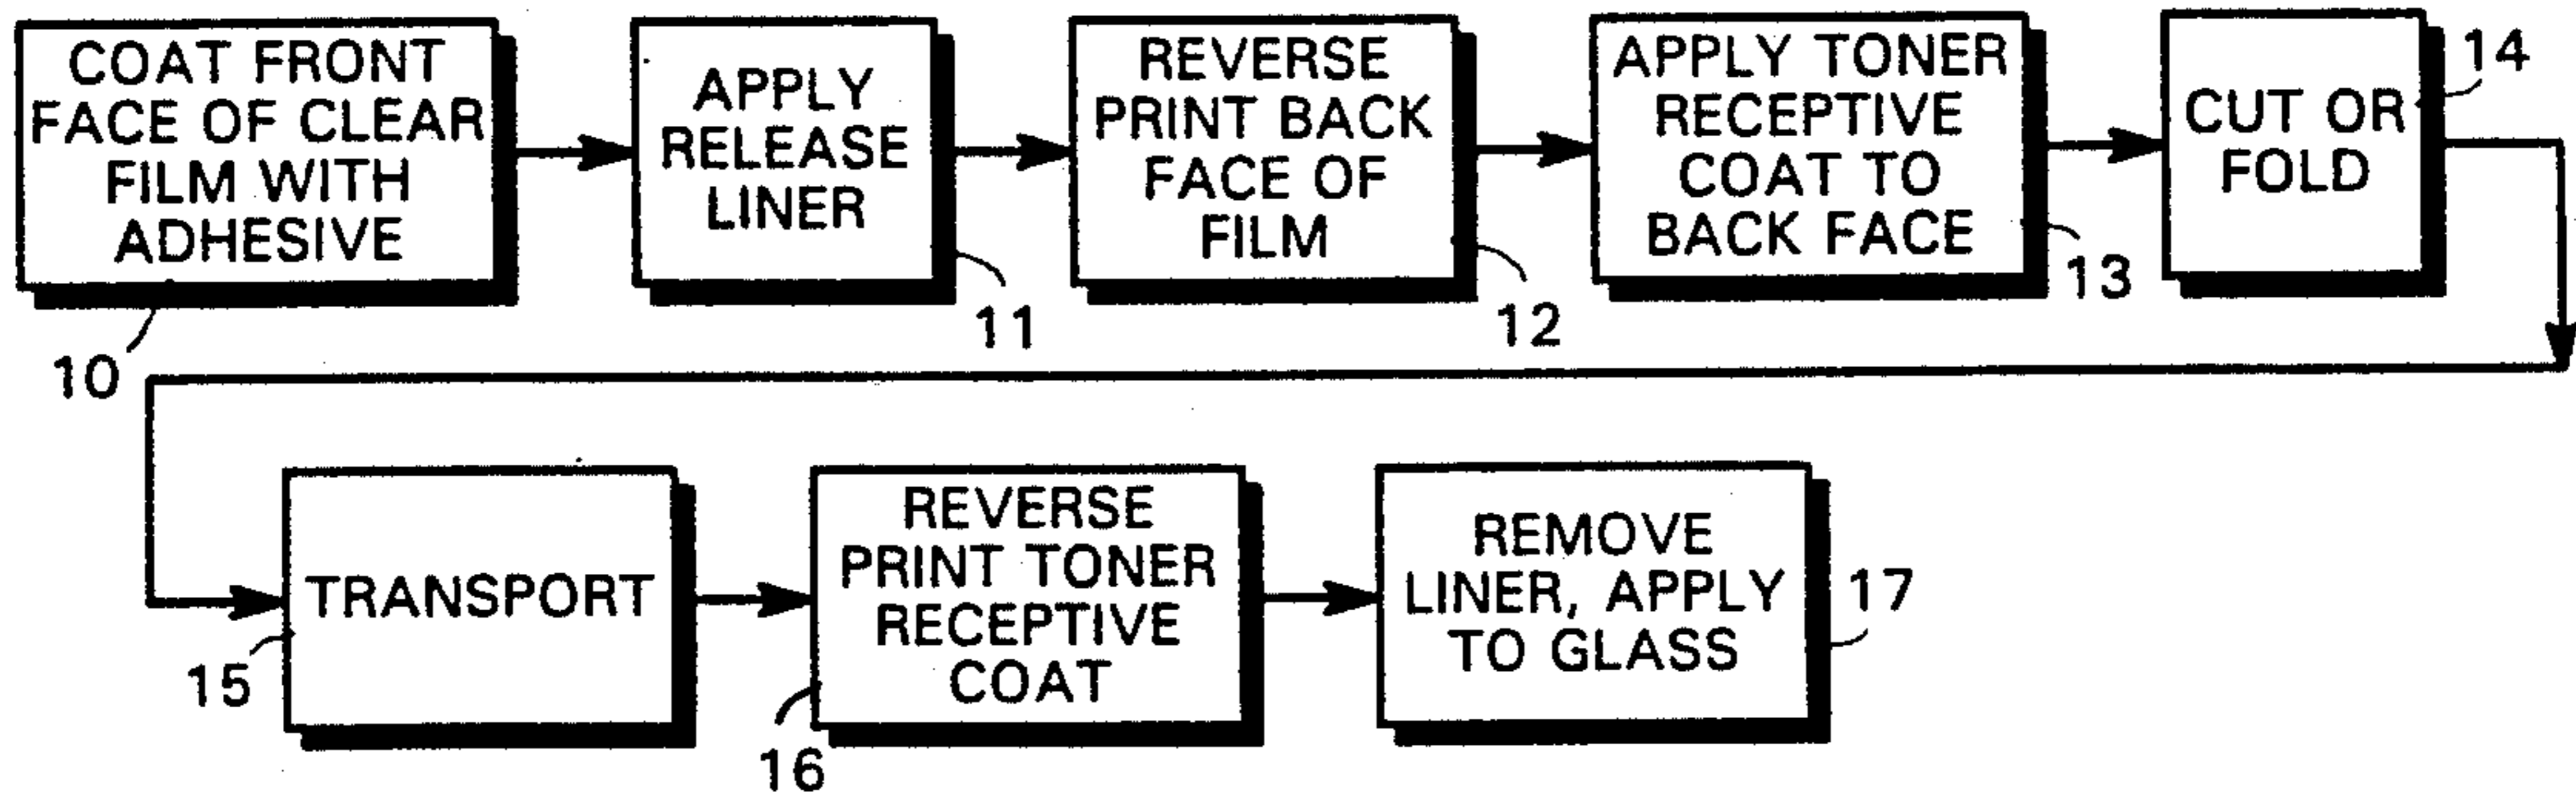 COAT FRONT
FACE OF CLEAR
FILM WITH
ADHESIVE
10
APPLY
RELEASE
LINER
11
REVERSE
PRINT BACK
FACE OF
FILM
12
APPLY TONER
RECEPTIVE
COAT TO
BACK FACE
13
CUT OR
FOLD
14
TRANSPORT
15
REVERSE
PRINT TONER
RECEPTIVE
COAT
16
REMOVE
LINER, APPLY
TO GLASS
17